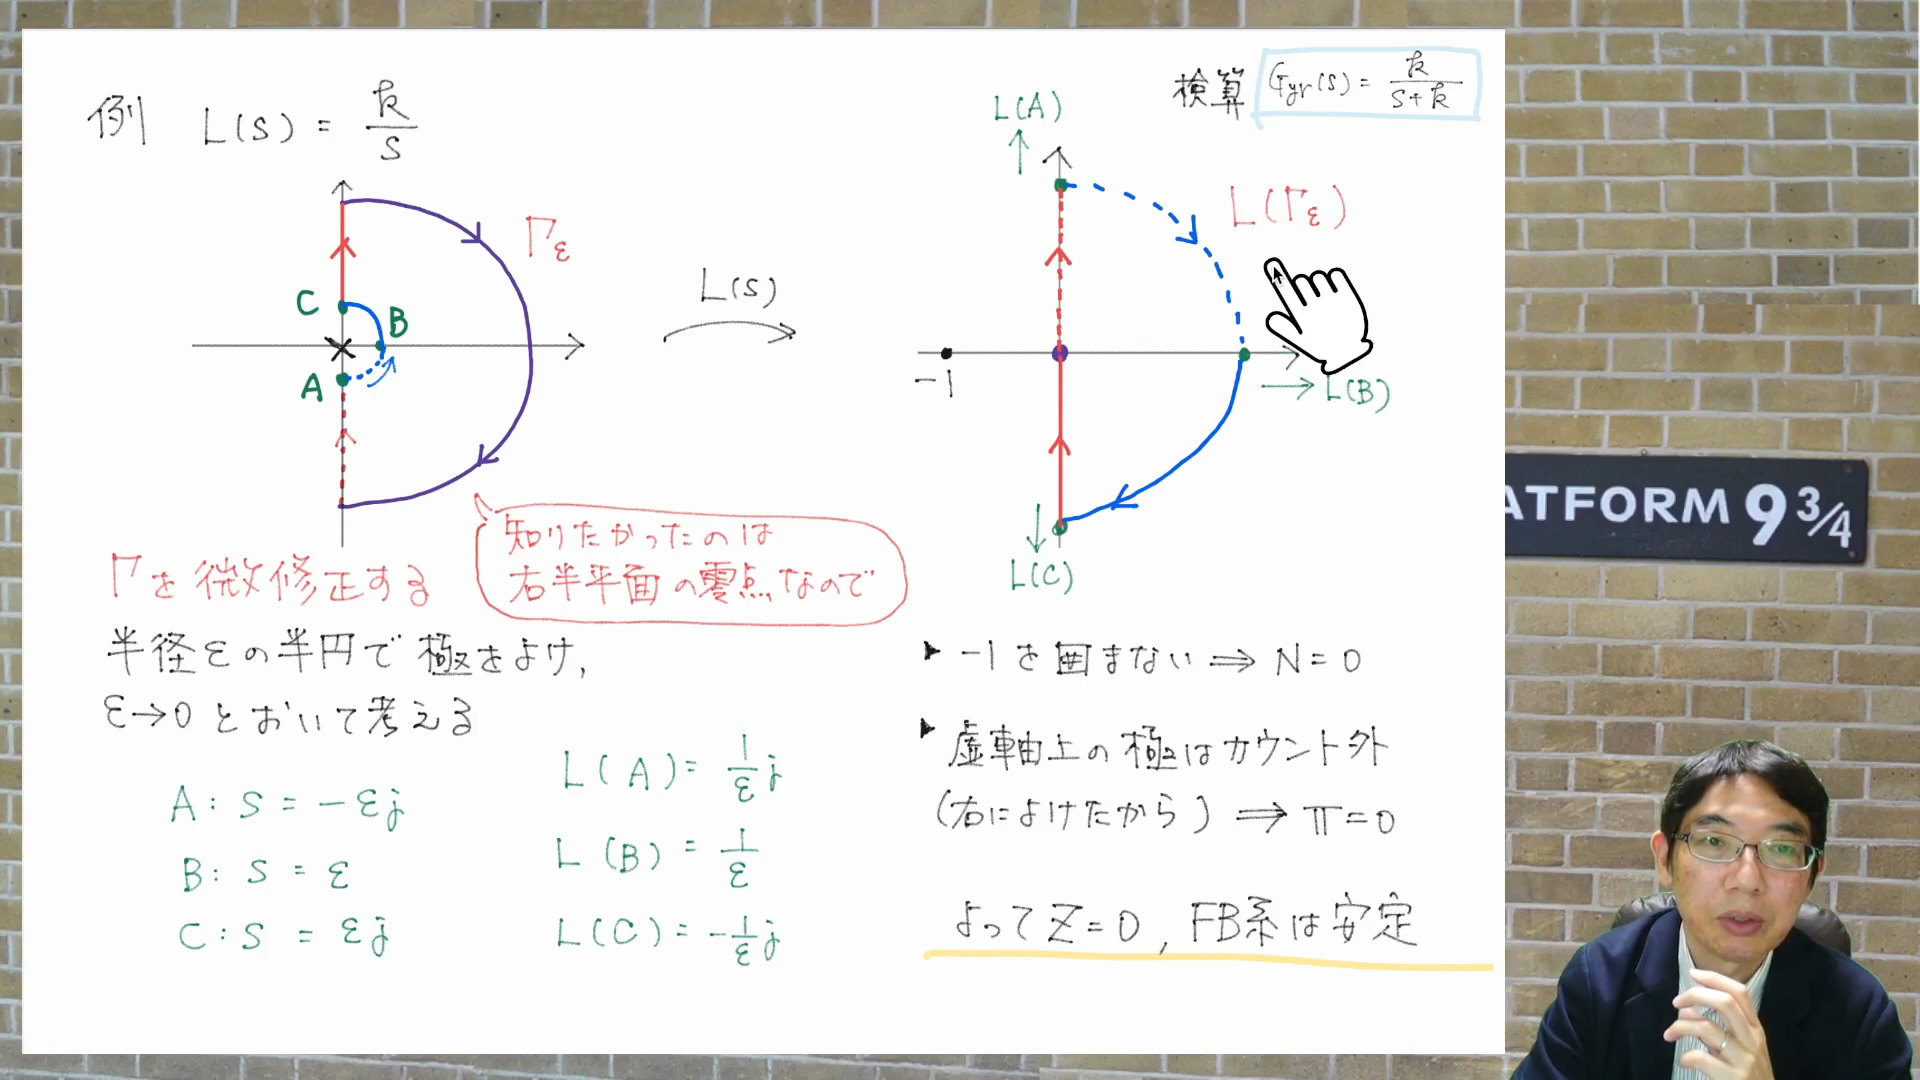 例 L(s) = k/s
Γε
C
B
A
L(s)
Γを微修正する
知りたかったのは
右半平面の零点なので
半径εの半円で極をよけ,
ε→0 とおいて考える
A: s = -εj
B: s = ε
C: s = εj
L(A) = 1/ε j
L(B) = 1/ε
L(C) = -1/ε j
検算 Gyr(s) = k/(s+k)
L(A)
L(Γε)
-1
L(B)
L(C)
▶ -1を囲まない ⇒ N=0
▶ 虚軸上の極はカウント外
(右によけたから) ⇒ Π=0
よって Z=0, FB系は安定
ATFORM 9 3/4